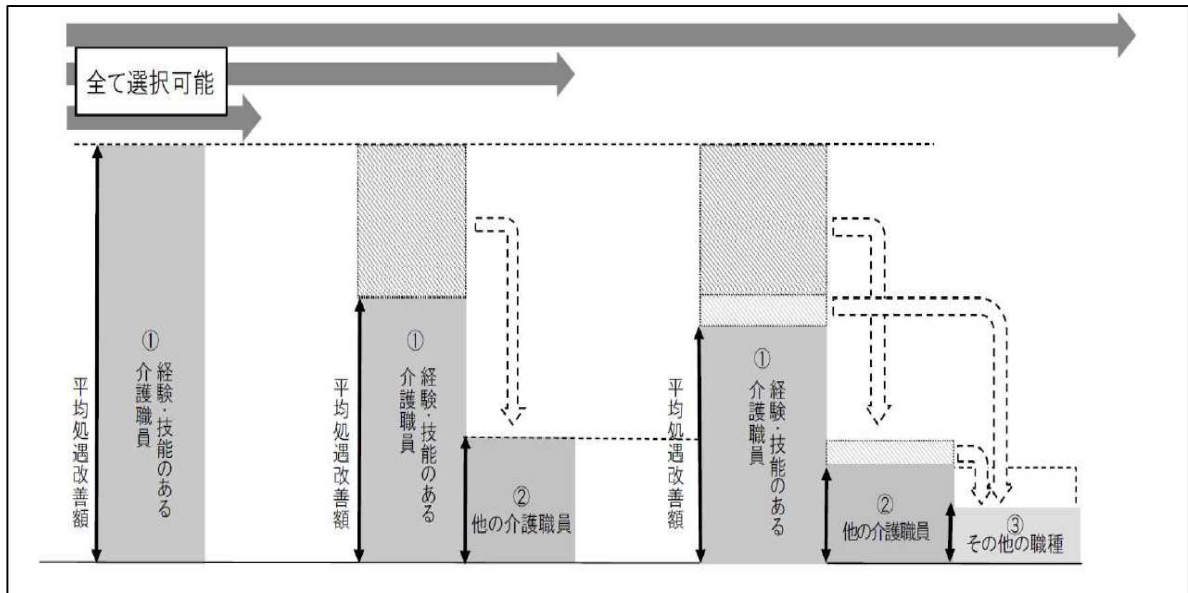 全て選択可能
平均処遇改善額
①
経験・技能のある
介護職員
平均処遇改善額
①
経験・技能のある
介護職員
②
他の介護職員
平均処遇改善額
①
経験・技能のある
介護職員
②
他の介護職員
③
その他の職種